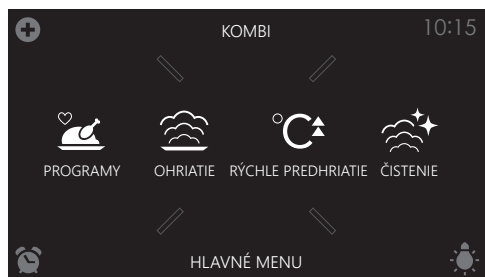 KOMBI
10:15
°C
PROGRAMY OHRIATIE RÝCHLE PREDHRIATIE ČISTENIE
HLAVNÉ MENU